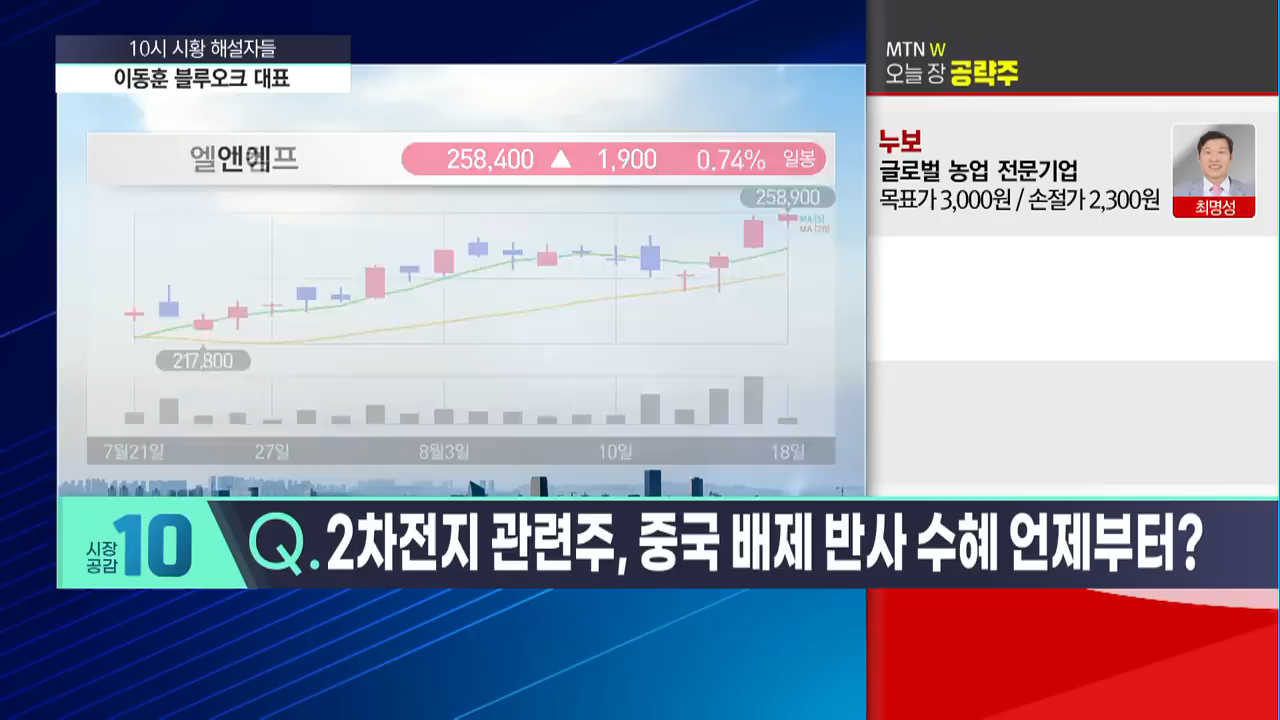 10시 시황 해설자들
이동훈 블루오크 대표
엘앤에프
258,400 ▲ 1,900 0.74% 일봉
258,900
MA [5]
MA [20]
217,800
7월21일 27일 8월3일 10일 18일
시장
공감
10
Q. 2차전지 관련주, 중국 배제 반사 수혜 언제부터?
MTN W
오늘 장 공략주
누보
글로벌 농업 전문기업
목표가 3,000원 / 손절가 2,300원
최명성